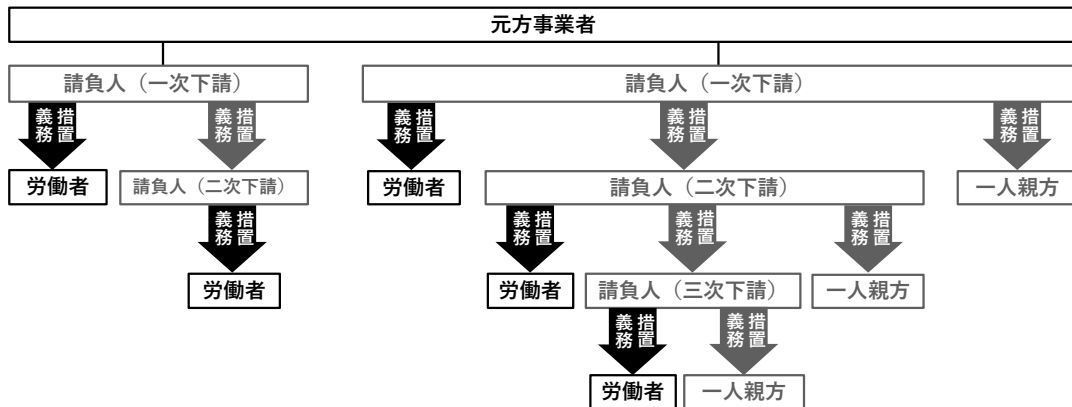 元方事業者
請負人（一次下請）
請負人（一次下請）
措置義務
措置義務
措置義務
措置義務
措置義務
労働者
請負人（二次下請）
労働者
請負人（二次下請）
一人親方
措置義務
措置義務
措置義務
措置義務
労働者
労働者
請負人（三次下請）
一人親方
措置義務
措置義務
労働者
一人親方